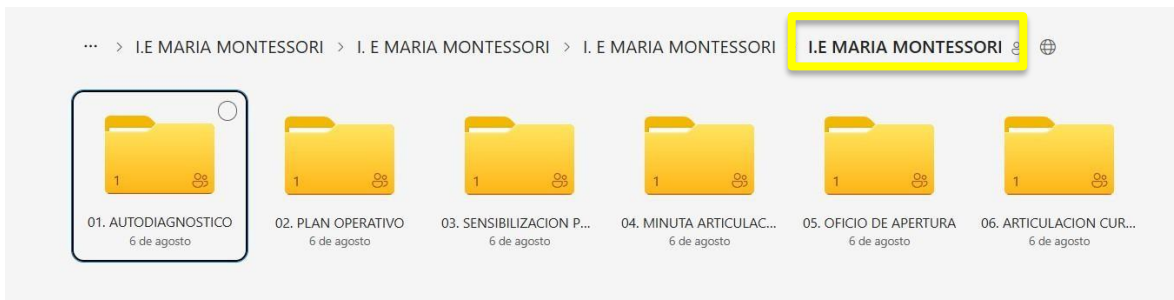 ... > I.E MARIA MONTESSORI > I. E MARIA MONTESSORI > I. E MARIA MONTESSORI I.E MARIA MONTESSORI
1 1 1 1 1 1
01. AUTODIAGNOSTICO 02. PLAN OPERATIVO 03. SENSIBILIZACION P... 04. MINUTA ARTICULAC... 05. OFICIO DE APERTURA 06. ARTICULACION CUR...
6 de agosto 6 de agosto 6 de agosto 6 de agosto 6 de agosto 6 de agosto